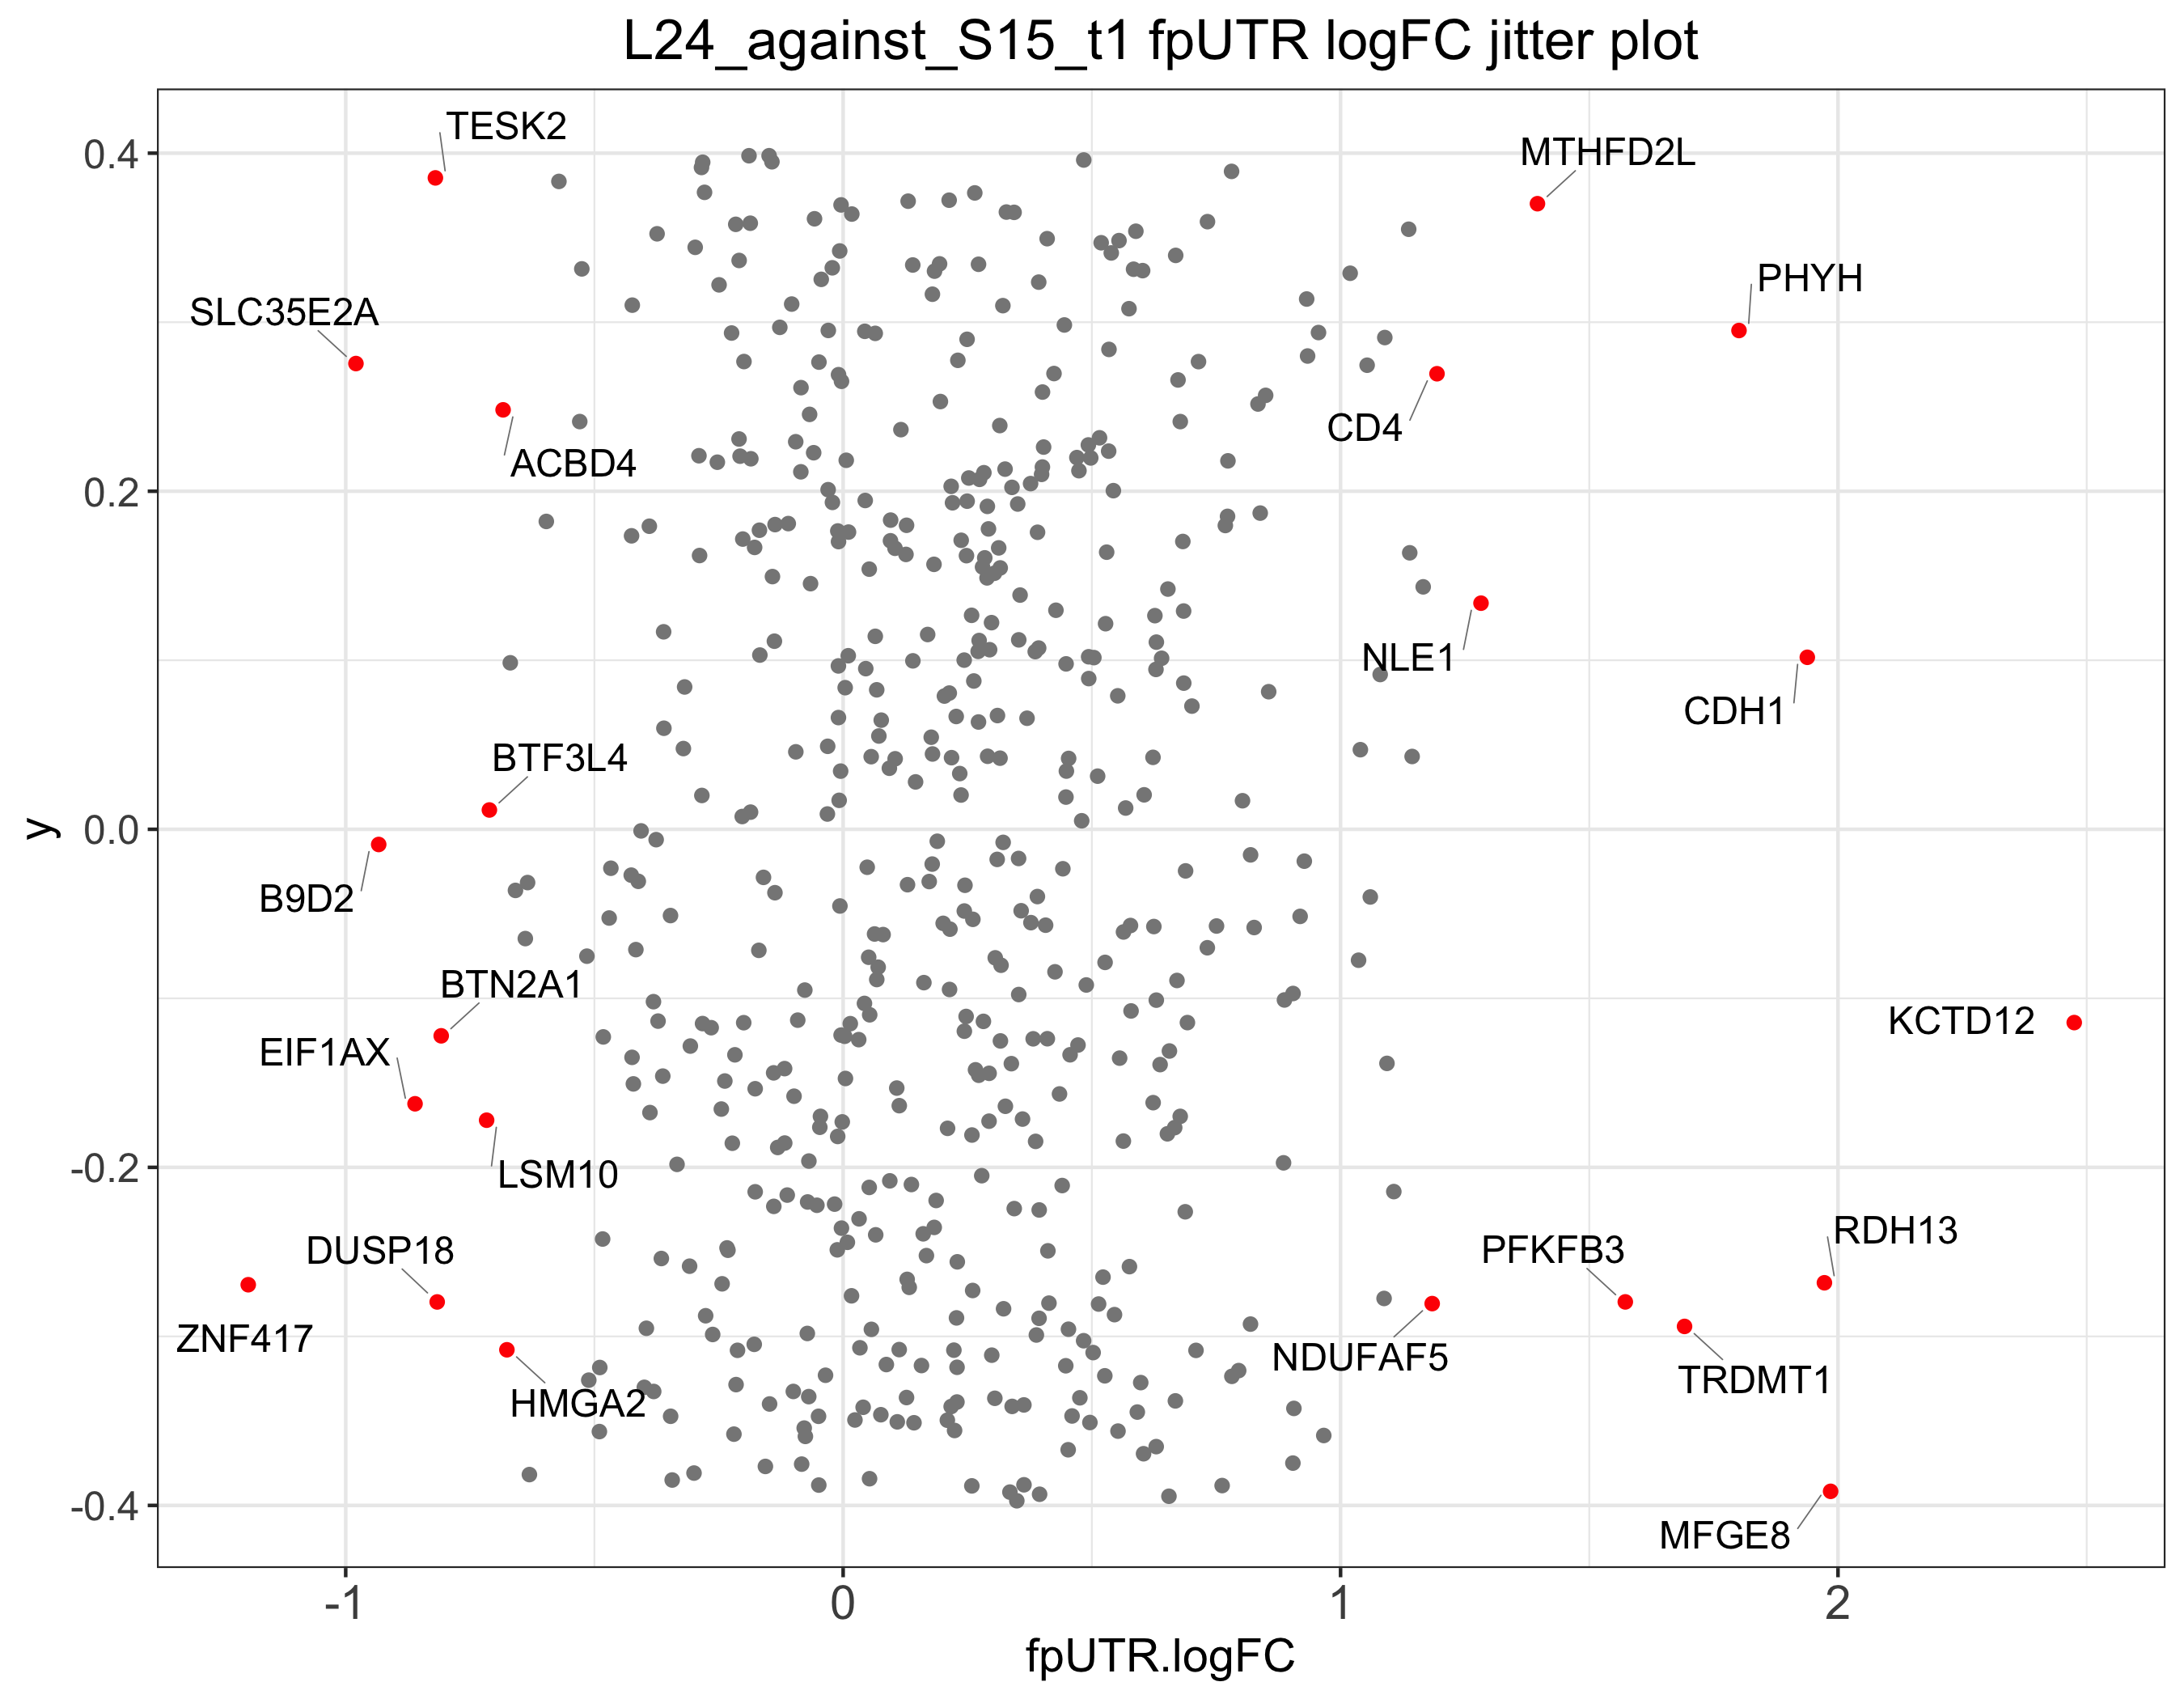 L24_against_S15_t1 fpUTR logFC jitter plot
TESK2
MTHFD2L
0.4
PHYH
SLC35E2A
CD4
ACBD4
0.2
NLE1
CDH1
BTF3L4
y
0.0
B9D2
BTN2A1
KCTD12
EIF1AX
LSM10
-0.2
RDH13
DUSP18
PFKFB3
ZNF417
NDUFAF5
TRDMT1
HMGA2
-0.4
MFGE8
-1 0 1 2
fpUTR.logFC